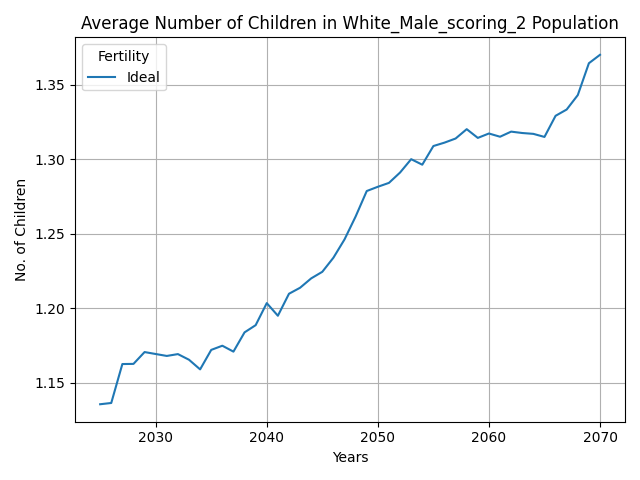 Average Number of Children in White_Male_scoring_2 Population
Fertility
Ideal
No. of Children
1.35
1.30
1.25
1.20
1.15
2030 2040 2050 2060 2070
Years